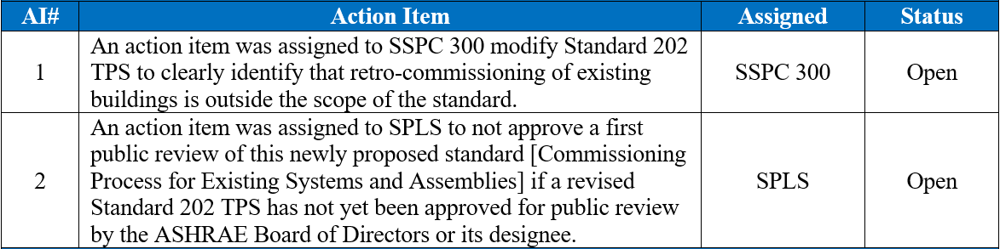 AI# Action Item Assigned Status
An action item was assigned to SSPC 300 modify Standard 202
1 TPS to clearly identify that retro-commissioning of existing SSPC 300 Open
buildings is outside the scope of the standard.
An action item was assigned to SPLS to not approve a first
public review of this newly proposed standard [Commissioning
2 Process for Existing Systems and Assemblies] if a revised SPLS Open
Standard 202 TPS has not yet been approved for public review
by the ASHRAE Board of Directors or its designee.